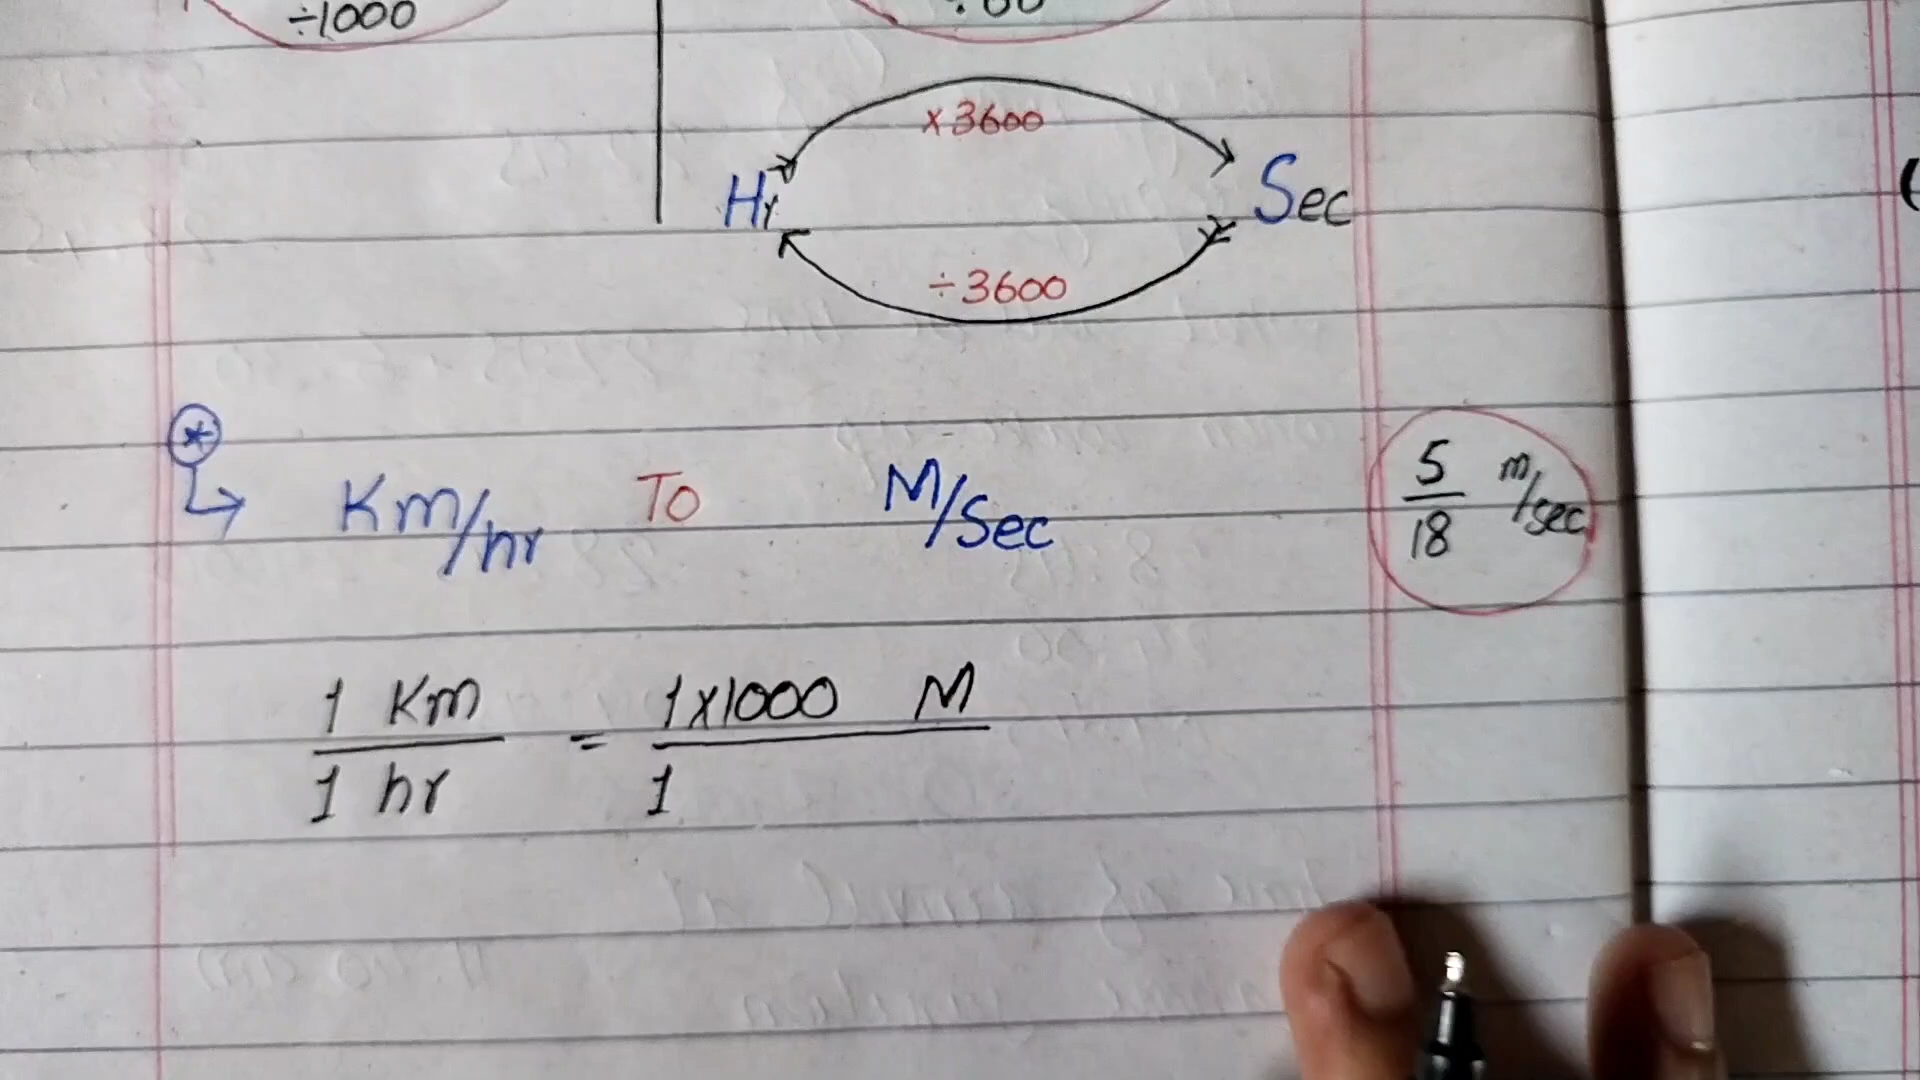 ÷1000
÷60
×3600
Hr Sec
÷3600
* Km/hr To M/Sec
5/18 m/sec
1 Km / 1 hr = 1×1000 M / 1